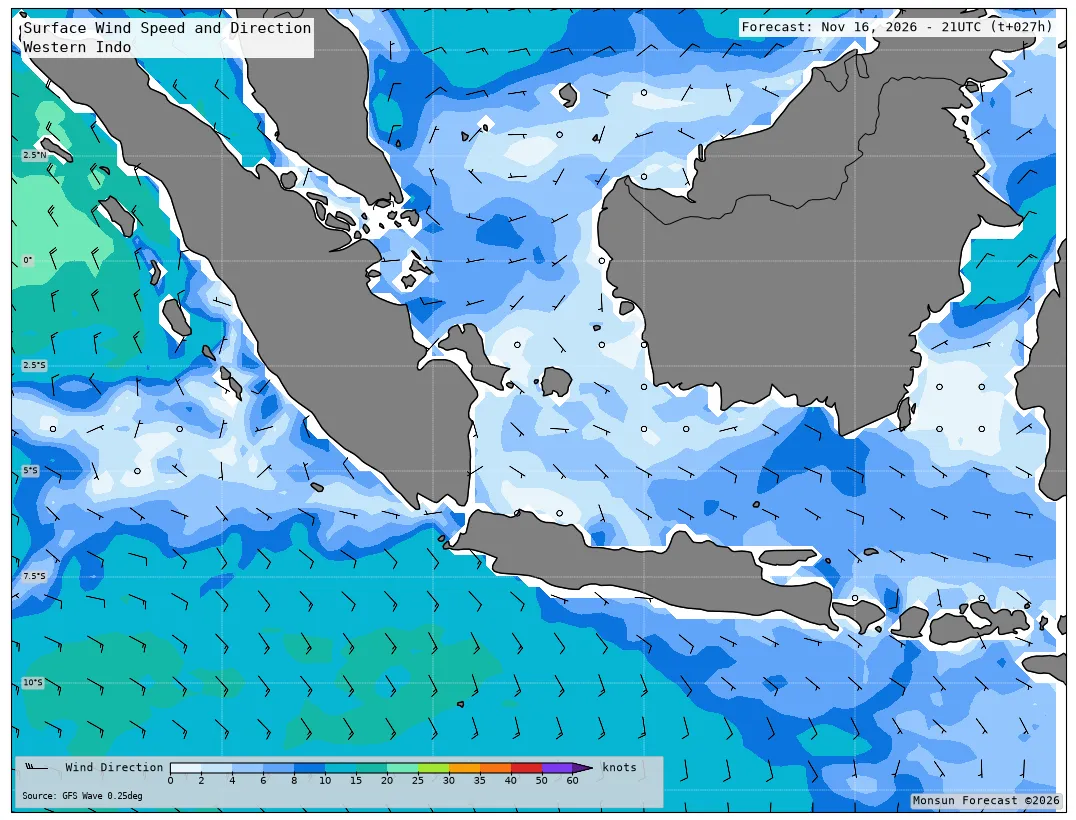 Surface Wind Speed and Direction
Western Indo
Forecast: Nov 16, 2026 - 21UTC (t+027h)
2.5°N
0°
2.5°S
5°S
7.5°S
10°S
Wind Direction
knots
0 2 4 6 8 10 15 20 25 30 40 50 60
Source: GFS Wave 0.25deg
Monsun Forecast ©2026